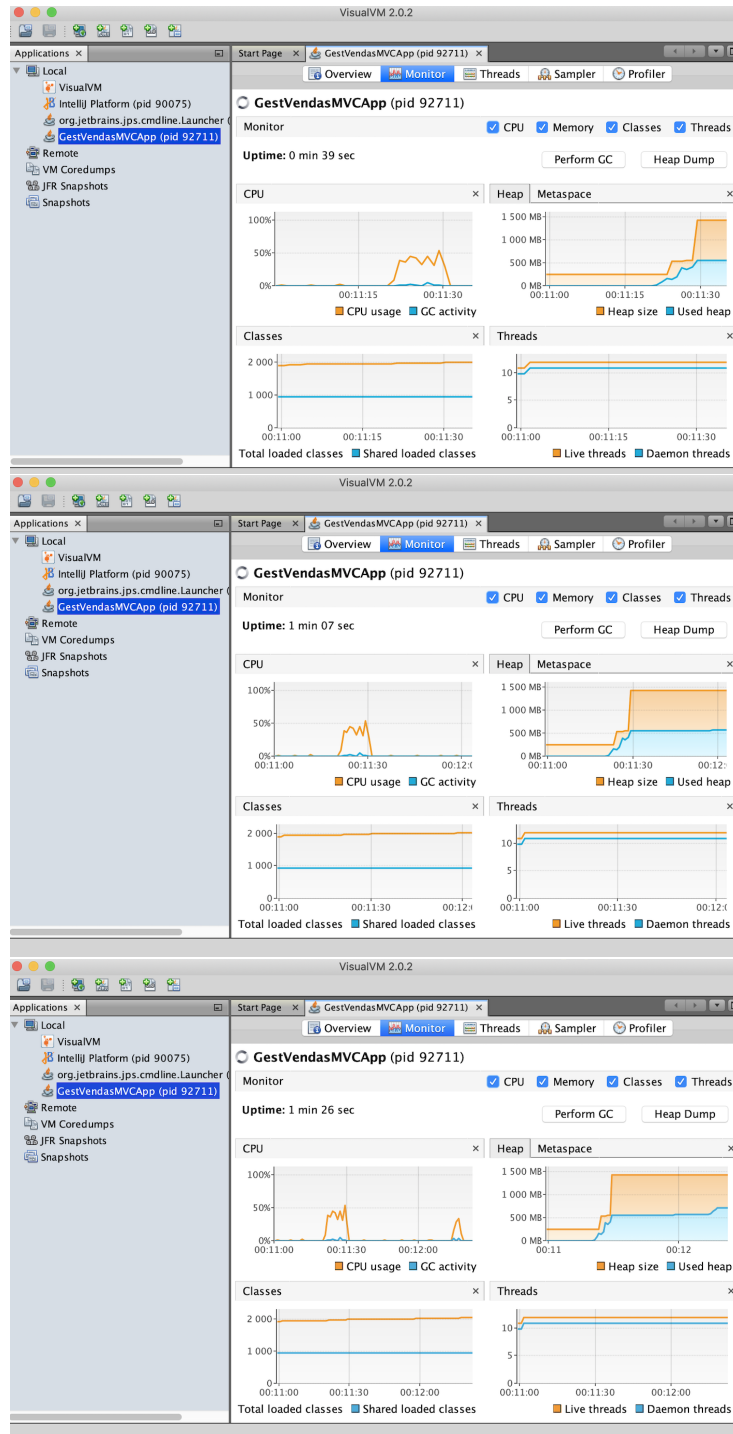 VisualVM 2.0.2
Applications ×
Start Page × GestVendasMVCApp (pid 92711) ×
Local
VisualVM
IntelliJ Platform (pid 90075)
org.jetbrains.jps.cmdline.Launcher (
GestVendasMVCApp (pid 92711)
Remote
VM Coredumps
JFR Snapshots
Snapshots
Overview Monitor Threads Sampler Profiler
GestVendasMVCApp (pid 92711)
Monitor CPU Memory Classes Threads
Uptime: 0 min 39 sec Perform GC Heap Dump
CPU ×
100%
50%
0%
00:11:15 00:11:30
CPU usage GC activity
Heap Metaspace ×
1 500 MB
1 000 MB
500 MB
0 MB
00:11:00 00:11:15 00:11:30
Heap size Used heap
Classes ×
2 000
1 000
0
00:11:00 00:11:15 00:11:30
Total loaded classes Shared loaded classes
Threads ×
10
5
0
00:11:00 00:11:15 00:11:30
Live threads Daemon threads
VisualVM 2.0.2
Applications ×
Start Page × GestVendasMVCApp (pid 92711) ×
Local
VisualVM
IntelliJ Platform (pid 90075)
org.jetbrains.jps.cmdline.Launcher (
GestVendasMVCApp (pid 92711)
Remote
VM Coredumps
JFR Snapshots
Snapshots
Overview Monitor Threads Sampler Profiler
GestVendasMVCApp (pid 92711)
Monitor CPU Memory Classes Threads
Uptime: 1 min 07 sec Perform GC Heap Dump
CPU ×
100%
50%
0%
00:11:00 00:11:30 00:12:(
CPU usage GC activity
Heap Metaspace ×
1 500 MB
1 000 MB
500 MB
0 MB
00:11:00 00:11:30 00:12:
Heap size Used heap
Classes ×
2 000
1 000
0
00:11:00 00:11:30 00:12:(
Total loaded classes Shared loaded classes
Threads ×
10
5
0
00:11:00 00:11:30 00:12:(
Live threads Daemon threads
VisualVM 2.0.2
Applications ×
Start Page × GestVendasMVCApp (pid 92711) ×
Local
VisualVM
IntelliJ Platform (pid 90075)
org.jetbrains.jps.cmdline.Launcher (
GestVendasMVCApp (pid 92711)
Remote
VM Coredumps
JFR Snapshots
Snapshots
Overview Monitor Threads Sampler Profiler
GestVendasMVCApp (pid 92711)
Monitor CPU Memory Classes Threads
Uptime: 1 min 26 sec Perform GC Heap Dump
CPU ×
100%
50%
0%
00:11:00 00:11:30 00:12:00
CPU usage GC activity
Heap Metaspace ×
1 500 MB
1 000 MB
500 MB
0 MB
00:11 00:12
Heap size Used heap
Classes ×
2 000
1 000
0
00:11:00 00:11:30 00:12:00
Total loaded classes Shared loaded classes
Threads ×
10
5
0
00:11:00 00:11:30 00:12:00
Live threads Daemon threads